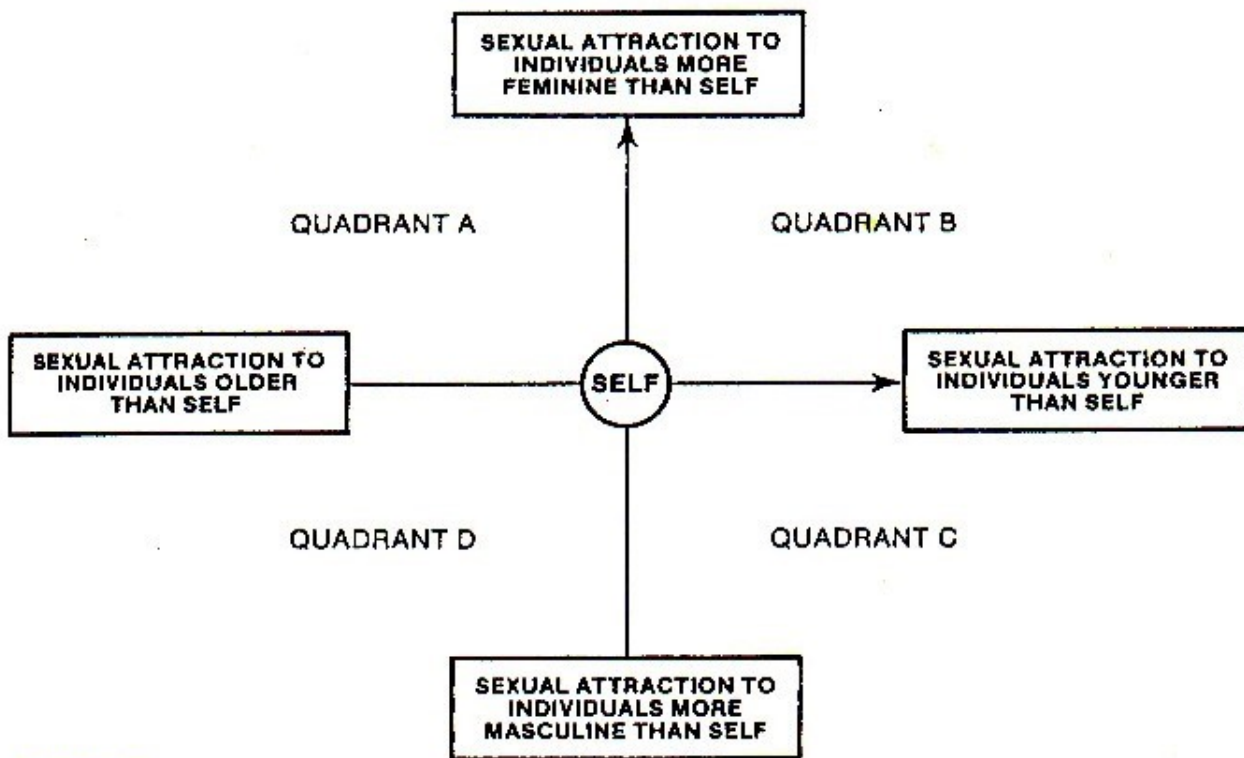 SEXUAL ATTRACTION TO
INDIVIDUALS MORE
FEMININE THAN SELF
QUADRANT A
QUADRANT B
SEXUAL ATTRACTION TO
INDIVIDUALS OLDER
THAN SELF
SELF
SEXUAL ATTRACTION TO
INDIVIDUALS YOUNGER
THAN SELF
QUADRANT D
QUADRANT C
SEXUAL ATTRACTION TO
INDIVIDUALS MORE
MASCULINE THAN SELF